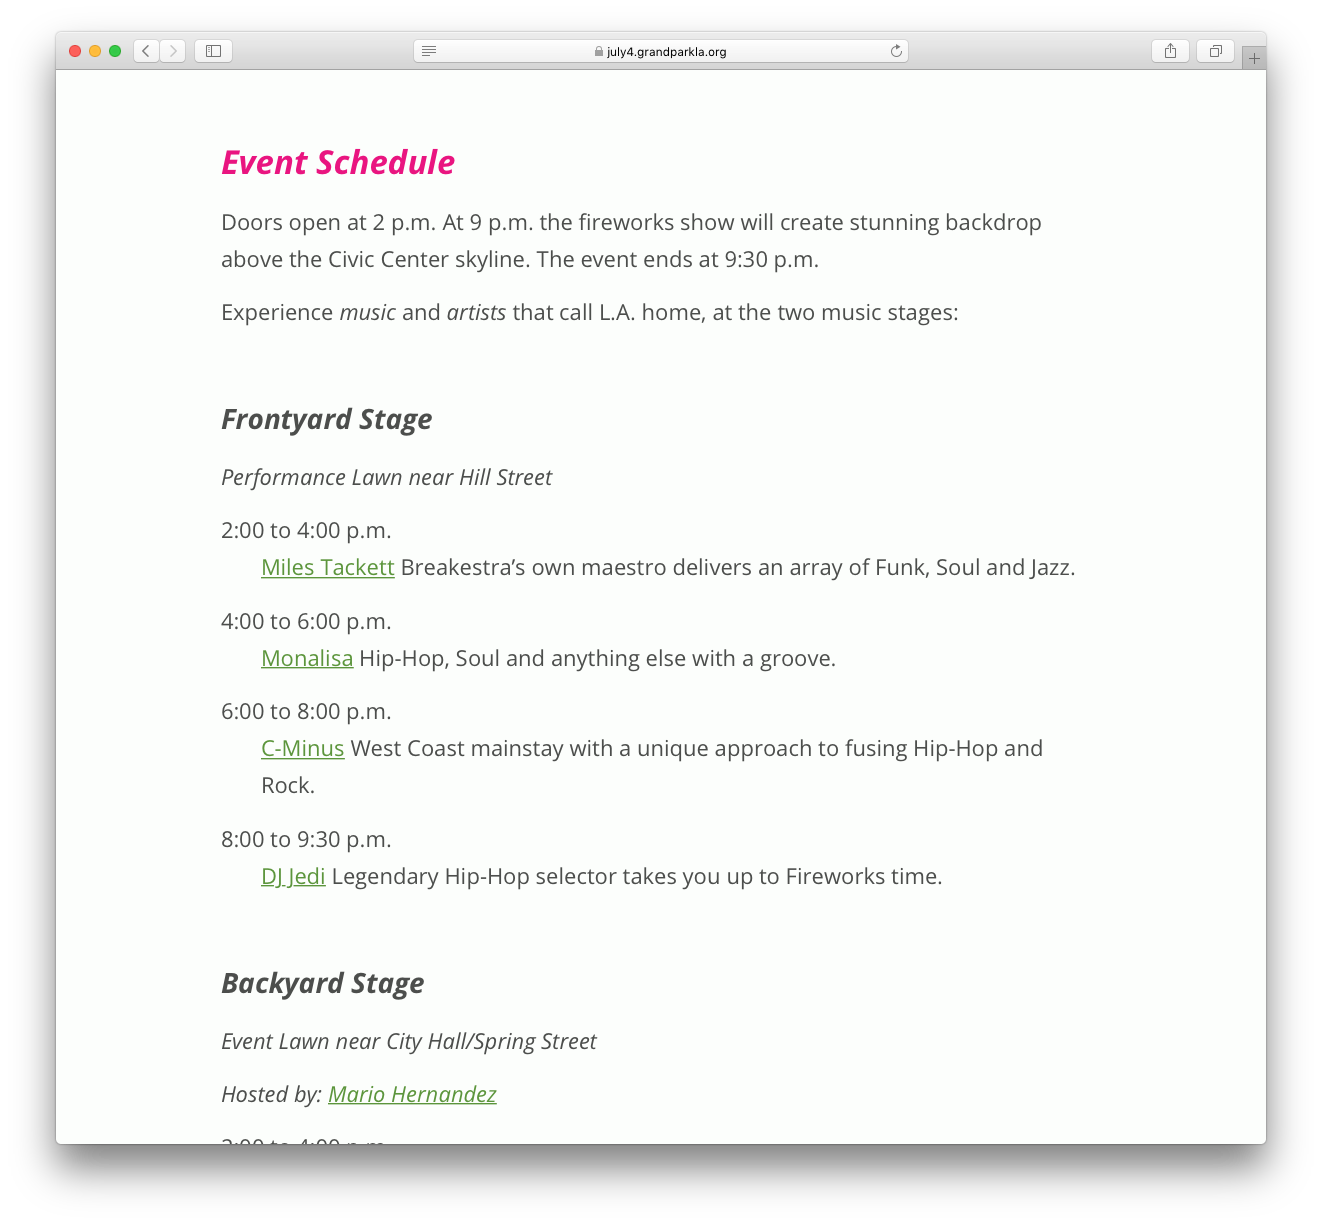 july4.grandparkla.org
Event Schedule
Doors open at 2 p.m. At 9 p.m. the fireworks show will create stunning backdrop
above the Civic Center skyline. The event ends at 9:30 p.m.
Experience music and artists that call L.A. home, at the two music stages:
Frontyard Stage
Performance Lawn near Hill Street
2:00 to 4:00 p.m.
Miles Tackett Breakestra’s own maestro delivers an array of Funk, Soul and Jazz.
4:00 to 6:00 p.m.
Monalisa Hip-Hop, Soul and anything else with a groove.
6:00 to 8:00 p.m.
C-Minus West Coast mainstay with a unique approach to fusing Hip-Hop and
Rock.
8:00 to 9:30 p.m.
DJ Jedi Legendary Hip-Hop selector takes you up to Fireworks time.
Backyard Stage
Event Lawn near City Hall/Spring Street
Hosted by: Mario Hernandez